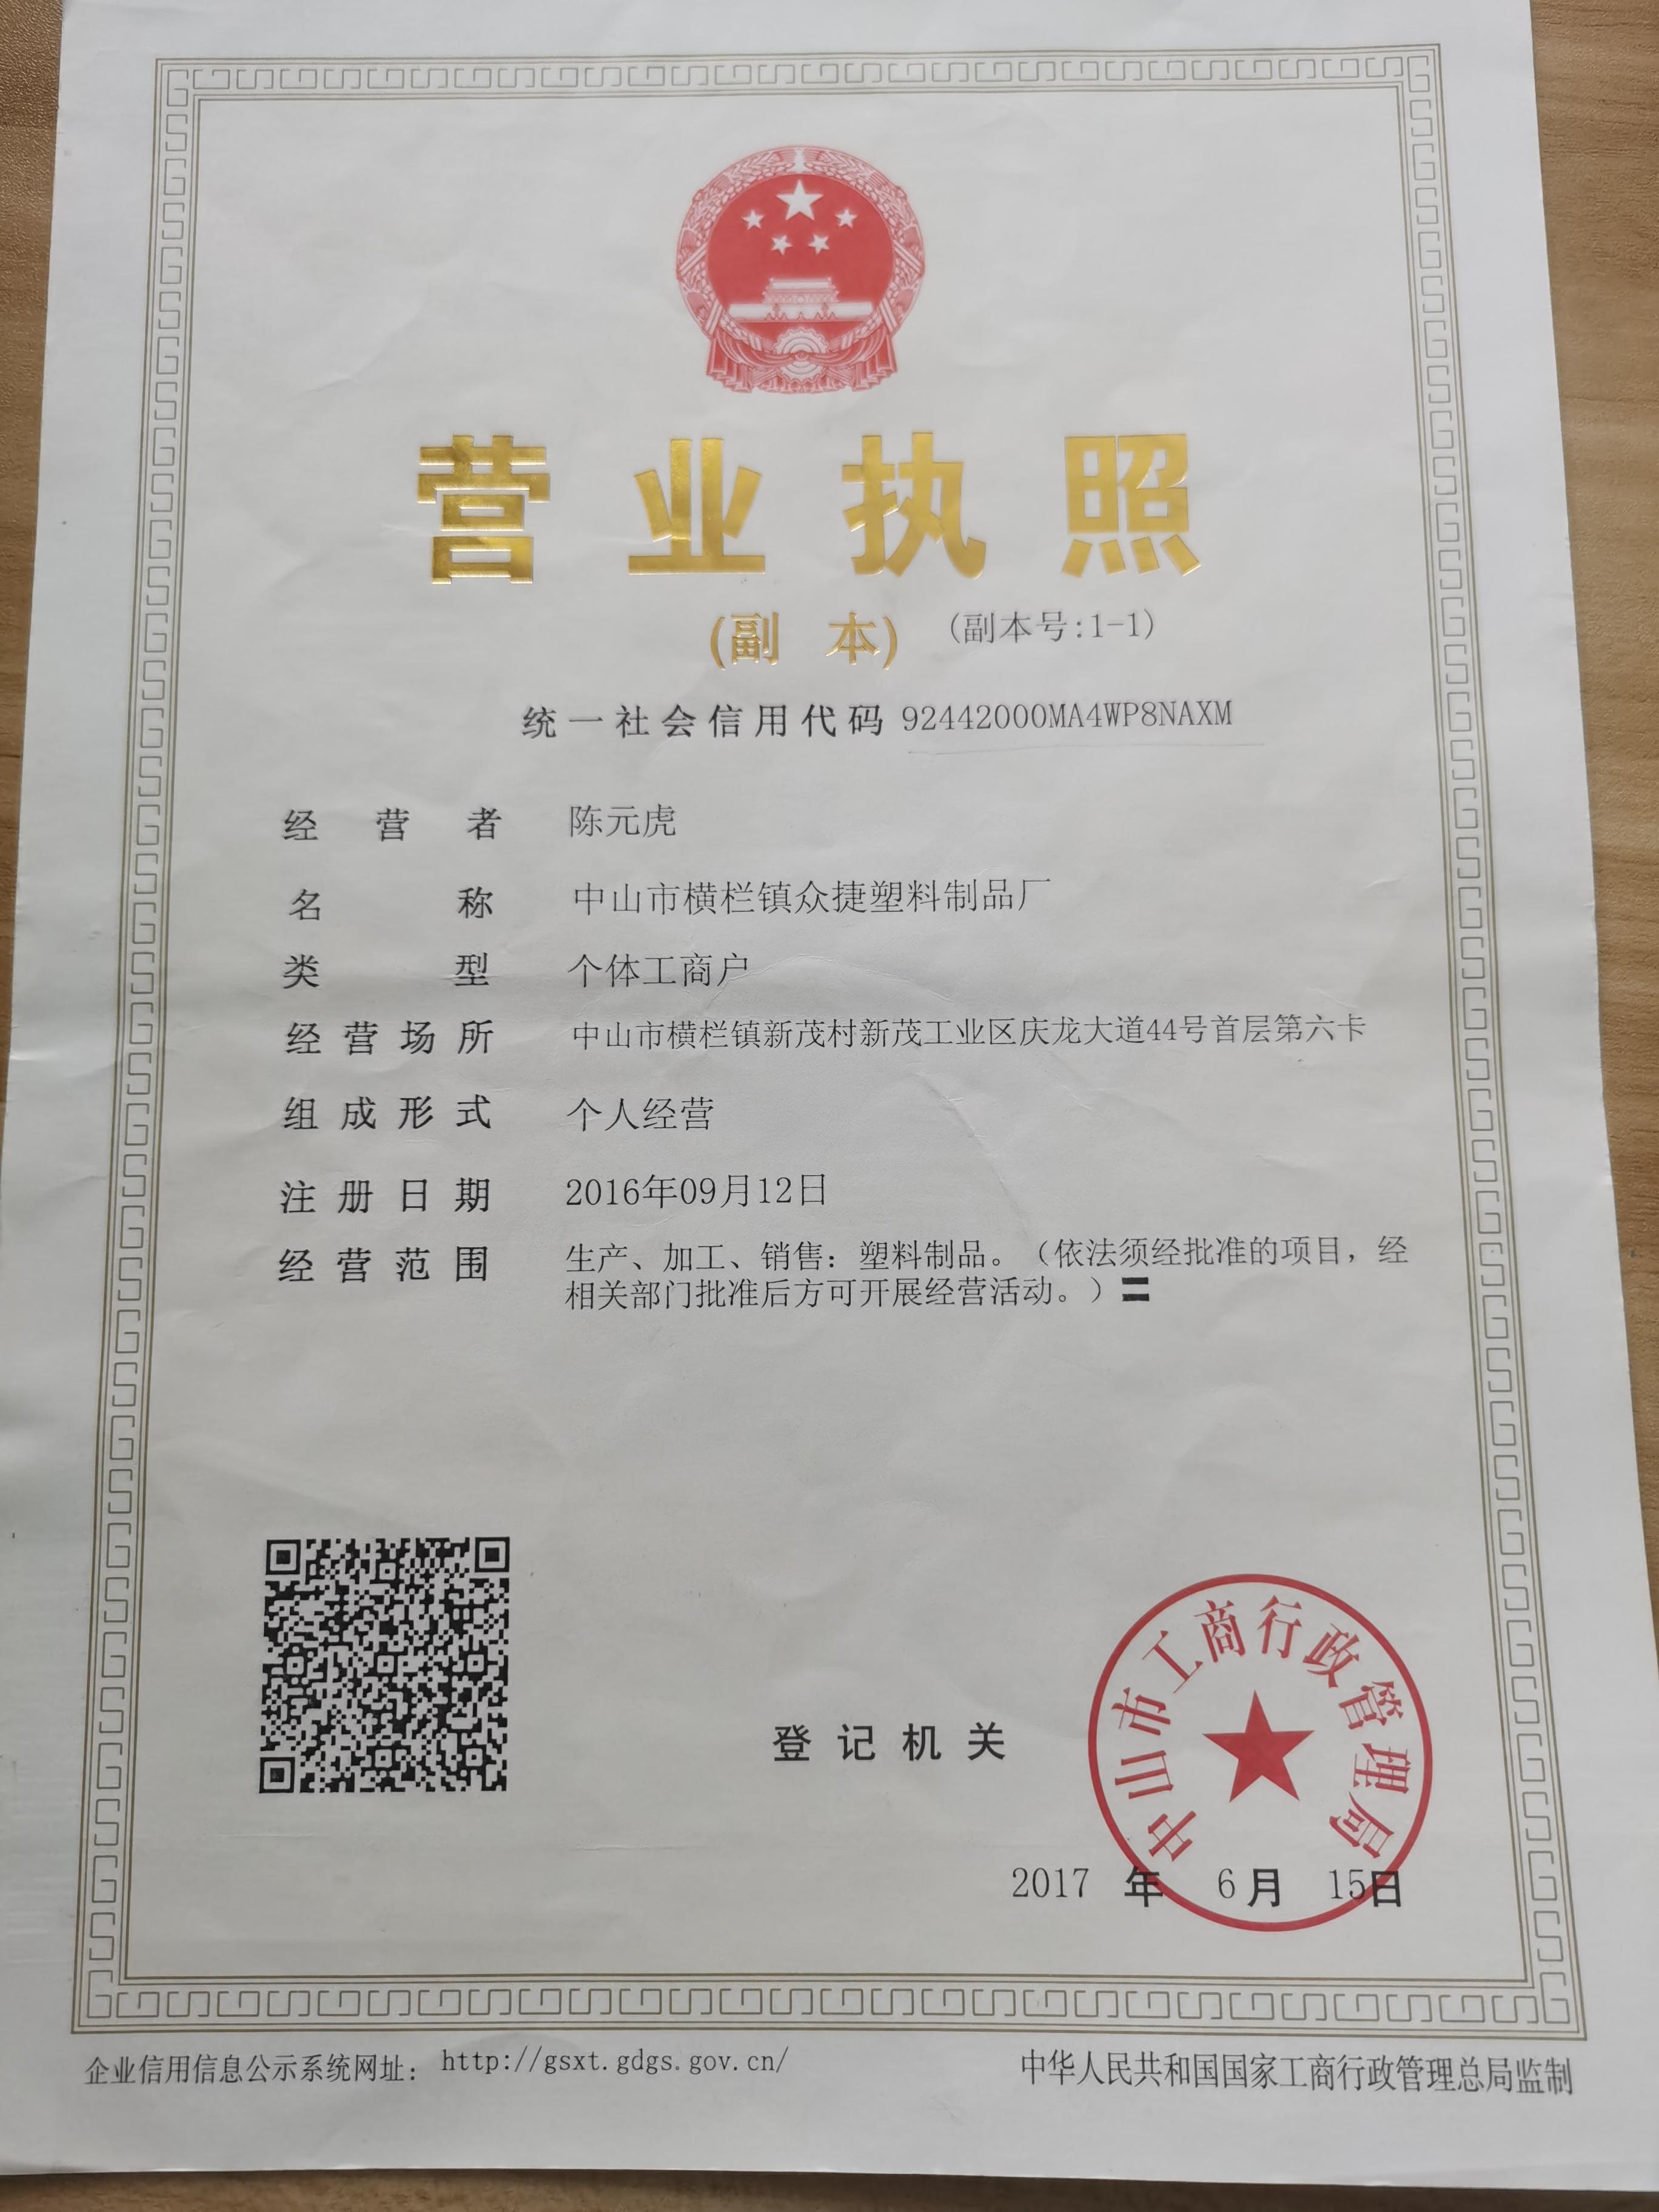 营业执照
(副 本) (副本号:1-1)
统一社会信用代码 92442000MA4WP8NAXM
经营者 陈元虎
名称 中山市横栏镇众捷塑料制品厂
类型 个体工商户
经营场所 中山市横栏镇新茂村新茂工业区庆龙大道44号首层第六卡
组成形式 个人经营
注册日期 2016年09月12日
经营范围 生产、加工、销售：塑料制品。（依法须经批准的项目，经
相关部门批准后方可开展经营活动。）〓
中山市工商行政管理局
登记机关
2017 年 6 月 15日
企业信用信息公示系统网址： http://gsxt.gdgs.gov.cn/ 中华人民共和国国家工商行政管理总局监制